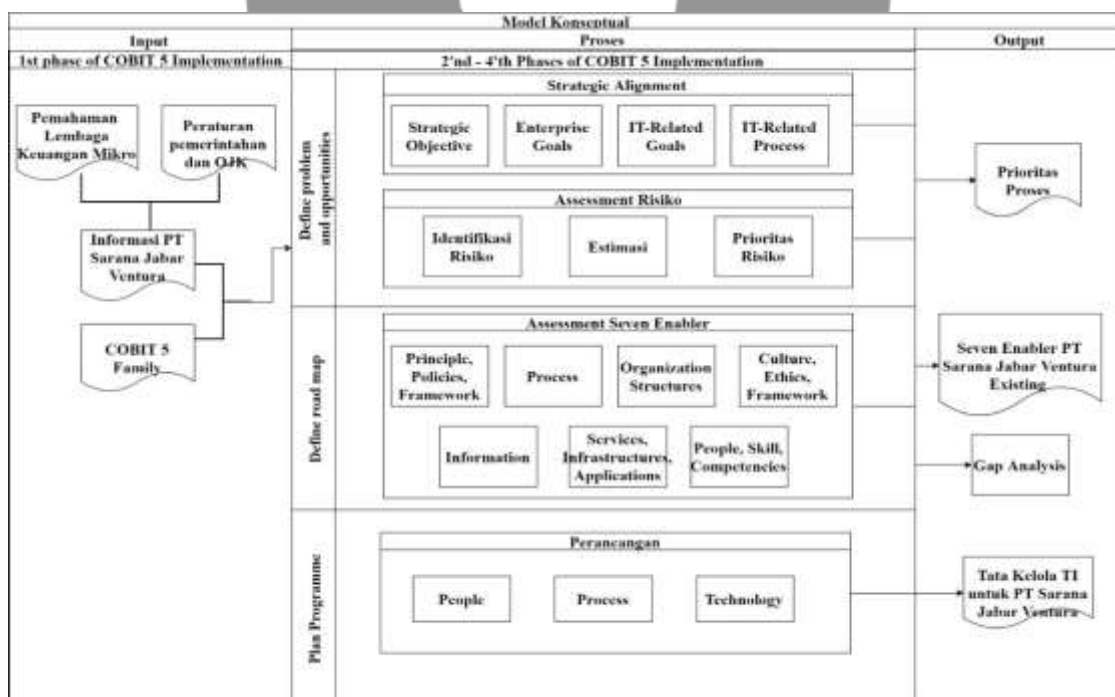 Model Konseptual
Input
Proses
Output
1st phase of COBIT 5 Implementation
2'nd - 4'th Phases of COBIT 5 Implementation
Define problem
and opportunities
Strategic Alignment
Strategic
Objective
Enterprise
Goals
IT-Related
Goals
IT-Related
Process
Assessment Risiko
Identifikasi
Risiko
Estimasi
Prioritas
Risiko
Pemahaman
Lembaga
Keuangan Mikro
Peraturan
pemerintahan
dan OJK
Informasi PT
Sarana Jabar
Ventura
COBIT 5
Family
Prioritas
Proses
Define road map
Assessment Seven Enabler
Principle,
Policies,
Framework
Process
Organization
Structures
Culture,
Ethics,
Framework
Information
Services,
Infrastructures,
Applications
People, Skill,
Competencies
Seven Enabler PT
Sarana Jabar Ventura
Existing
Gap Analysis
Plan Programme
Perancangan
People
Process
Technology
Tata Kelola TI
untuk PT Sarana
Jabar Ventura